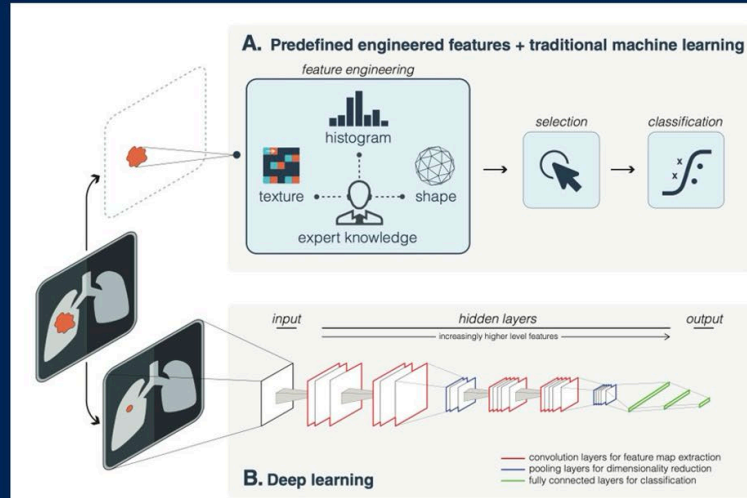 A. Predefined engineered features + traditional machine learning
feature engineering
histogram
texture
shape
expert knowledge
selection
classification
input
hidden layers
output
increasingly higher level features
B. Deep learning
convolution layers for feature map extraction
pooling layers for dimensionality reduction
fully connected layers for classification